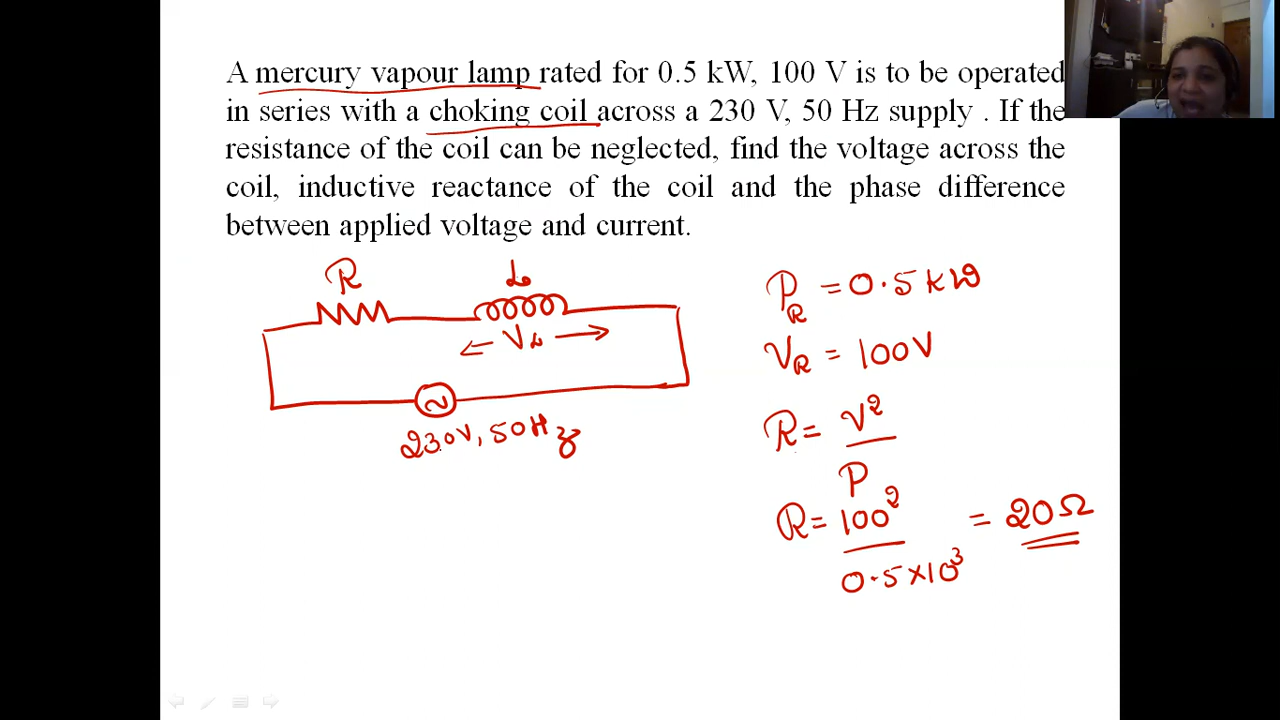 A mercury vapour lamp rated for 0.5 kW, 100 V is to be operated
in series with a choking coil across a 230 V, 50 Hz supply . If the
resistance of the coil can be neglected, find the voltage across the
coil, inductive reactance of the coil and the phase difference
between applied voltage and current.
R
L
V_L
230V, 50Hz
P_R = 0.5 kW
V_R = 100V
R = V²
P
R = 100² = 20Ω
0.5×10³